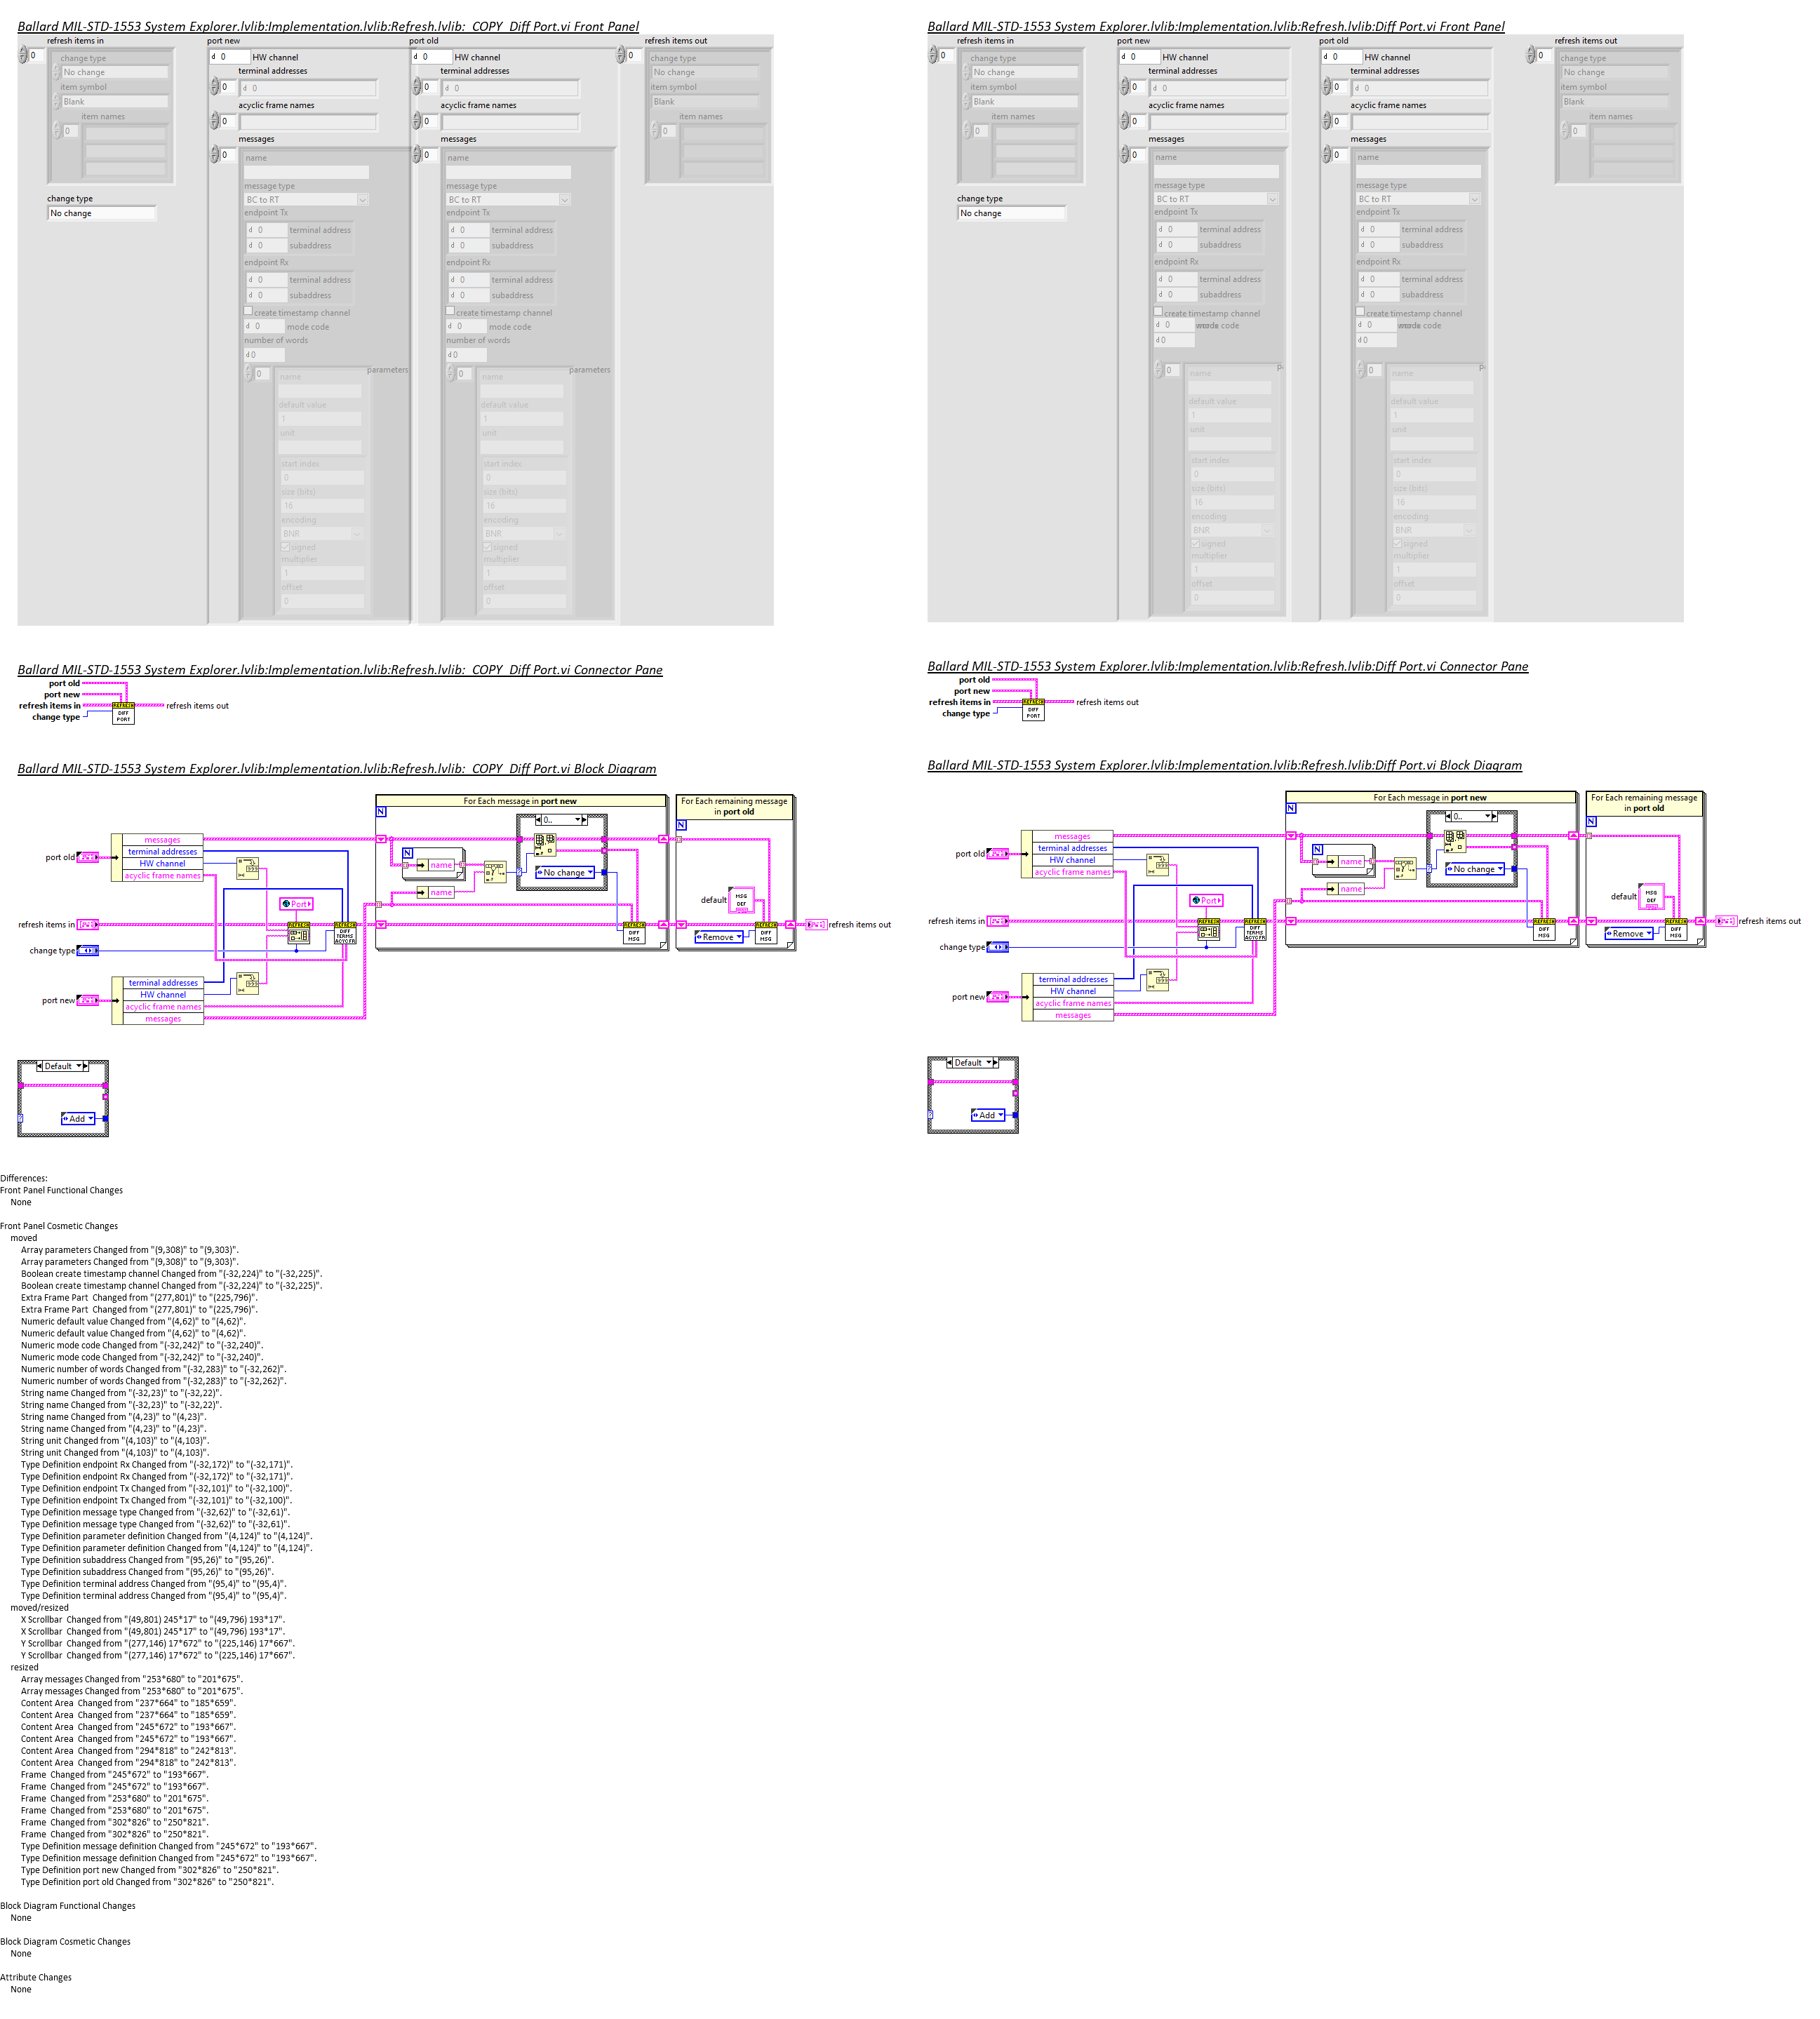 Ballard MIL-STD-1553 System Explorer.lvlib:Implementation.lvlib:Refresh.lvlib:  COPY  Diff Port.vi Front Panel
refresh items in
port new
port old
refresh items out
0
change type
No change
item symbol
Blank
item names
0
change type
No change
d 0 HW channel
terminal addresses
0 d 0
acyclic frame names
0
messages
0
name
message type
BC to RT
endpoint Tx
d 0 terminal address
d 0 subaddress
endpoint Rx
d 0 terminal address
d 0 subaddress
create timestamp channel
d 0 mode code
number of words
d 0
0 parameters
name
default value
1
unit
start index
0
size (bits)
16
encoding
BNR
signed
multiplier
1
offset
0
d 0 HW channel
terminal addresses
0 d 0
acyclic frame names
0
messages
0
name
message type
BC to RT
endpoint Tx
d 0 terminal address
d 0 subaddress
endpoint Rx
d 0 terminal address
d 0 subaddress
create timestamp channel
d 0 mode code
number of words
d 0
0 parameters
name
default value
1
unit
start index
0
size (bits)
16
encoding
BNR
signed
multiplier
1
offset
0
0
change type
No change
item symbol
Blank
item names
0
Ballard MIL-STD-1553 System Explorer.lvlib:Implementation.lvlib:Refresh.lvlib:Diff Port.vi Front Panel
refresh items in
port new
port old
refresh items out
0
change type
No change
item symbol
Blank
item names
0
change type
No change
d 0 HW channel
terminal addresses
0 d 0
acyclic frame names
0
messages
0
name
message type
BC to RT
endpoint Tx
d 0 terminal address
d 0 subaddress
endpoint Rx
d 0 terminal address
d 0 subaddress
create timestamp channel
d 0 code
d 0
0
name
default value
1
unit
start index
0
size (bits)
16
encoding
BNR
signed
multiplier
1
offset
0
d 0 HW channel
terminal addresses
0 d 0
acyclic frame names
0
messages
0
name
message type
BC to RT
endpoint Tx
d 0 terminal address
d 0 subaddress
endpoint Rx
d 0 terminal address
d 0 subaddress
create timestamp channel
d 0 code
d 0
0
name
default value
1
unit
start index
0
size (bits)
16
encoding
BNR
signed
multiplier
1
offset
0
0
change type
No change
item symbol
Blank
item names
0
Ballard MIL-STD-1553 System Explorer.lvlib:Implementation.lvlib:Refresh.lvlib:  COPY  Diff Port.vi Connector Pane
port old
port new
refresh items in
change type
REFRESH
DIFF
PORT
refresh items out
Ballard MIL-STD-1553 System Explorer.lvlib:Implementation.lvlib:Refresh.lvlib:Diff Port.vi Connector Pane
port old
port new
refresh items in
change type
REFRESH
DIFF
PORT
refresh items out
Ballard MIL-STD-1553 System Explorer.lvlib:Implementation.lvlib:Refresh.lvlib:  COPY  Diff Port.vi Block Diagram
For Each message in port new
For Each remaining message
in port old
N
N
0..
messages
terminal addresses
HW channel
acyclic frame names
port old
N
name
name
No change
Port
default
MSG
DEF
refresh items in
change type
REFRESH
REFRESH
DIFF
TERMS
ACYCFR
REFRESH
DIFF
MSG
Remove
REFRESH
DIFF
MSG
refresh items out
port new
terminal addresses
HW channel
acyclic frame names
messages
Default
Add
Ballard MIL-STD-1553 System Explorer.lvlib:Implementation.lvlib:Refresh.lvlib:Diff Port.vi Block Diagram
For Each message in port new
For Each remaining message
in port old
N
N
0..
messages
terminal addresses
HW channel
acyclic frame names
port old
N
name
name
No change
Port
default
MSG
DEF
refresh items in
change type
REFRESH
REFRESH
DIFF
TERMS
ACYCFR
REFRESH
DIFF
MSG
Remove
REFRESH
DIFF
MSG
refresh items out
port new
terminal addresses
HW channel
acyclic frame names
messages
Default
Add
Differences:
Front Panel Functional Changes
None
Front Panel Cosmetic Changes
moved
Array parameters Changed from "(9,308)" to "(9,303)".
Array parameters Changed from "(9,308)" to "(9,303)".
Boolean create timestamp channel Changed from "(-32,224)" to "(-32,225)".
Boolean create timestamp channel Changed from "(-32,224)" to "(-32,225)".
Extra Frame Part  Changed from "(277,801)" to "(225,796)".
Extra Frame Part  Changed from "(277,801)" to "(225,796)".
Numeric default value Changed from "(4,62)" to "(4,62)".
Numeric default value Changed from "(4,62)" to "(4,62)".
Numeric mode code Changed from "(-32,242)" to "(-32,240)".
Numeric mode code Changed from "(-32,242)" to "(-32,240)".
Numeric number of words Changed from "(-32,283)" to "(-32,262)".
Numeric number of words Changed from "(-32,283)" to "(-32,262)".
String name Changed from "(-32,23)" to "(-32,22)".
String name Changed from "(-32,23)" to "(-32,22)".
String name Changed from "(4,23)" to "(4,23)".
String name Changed from "(4,23)" to "(4,23)".
String unit Changed from "(4,103)" to "(4,103)".
String unit Changed from "(4,103)" to "(4,103)".
Type Definition endpoint Rx Changed from "(-32,172)" to "(-32,171)".
Type Definition endpoint Rx Changed from "(-32,172)" to "(-32,171)".
Type Definition endpoint Tx Changed from "(-32,101)" to "(-32,100)".
Type Definition endpoint Tx Changed from "(-32,101)" to "(-32,100)".
Type Definition message type Changed from "(-32,62)" to "(-32,61)".
Type Definition message type Changed from "(-32,62)" to "(-32,61)".
Type Definition parameter definition Changed from "(4,124)" to "(4,124)".
Type Definition parameter definition Changed from "(4,124)" to "(4,124)".
Type Definition subaddress Changed from "(95,26)" to "(95,26)".
Type Definition subaddress Changed from "(95,26)" to "(95,26)".
Type Definition terminal address Changed from "(95,4)" to "(95,4)".
Type Definition terminal address Changed from "(95,4)" to "(95,4)".
moved/resized
X Scrollbar  Changed from "(49,801) 245*17" to "(49,796) 193*17".
X Scrollbar  Changed from "(49,801) 245*17" to "(49,796) 193*17".
Y Scrollbar  Changed from "(277,146) 17*672" to "(225,146) 17*667".
Y Scrollbar  Changed from "(277,146) 17*672" to "(225,146) 17*667".
resized
Array messages Changed from "253*680" to "201*675".
Array messages Changed from "253*680" to "201*675".
Content Area  Changed from "237*664" to "185*659".
Content Area  Changed from "237*664" to "185*659".
Content Area  Changed from "245*672" to "193*667".
Content Area  Changed from "245*672" to "193*667".
Content Area  Changed from "294*818" to "242*813".
Content Area  Changed from "294*818" to "242*813".
Frame  Changed from "245*672" to "193*667".
Frame  Changed from "245*672" to "193*667".
Frame  Changed from "253*680" to "201*675".
Frame  Changed from "253*680" to "201*675".
Frame  Changed from "302*826" to "250*821".
Frame  Changed from "302*826" to "250*821".
Type Definition message definition Changed from "245*672" to "193*667".
Type Definition message definition Changed from "245*672" to "193*667".
Type Definition port new Changed from "302*826" to "250*821".
Type Definition port old Changed from "302*826" to "250*821".
Block Diagram Functional Changes
None
Block Diagram Cosmetic Changes
None
Attribute Changes
None